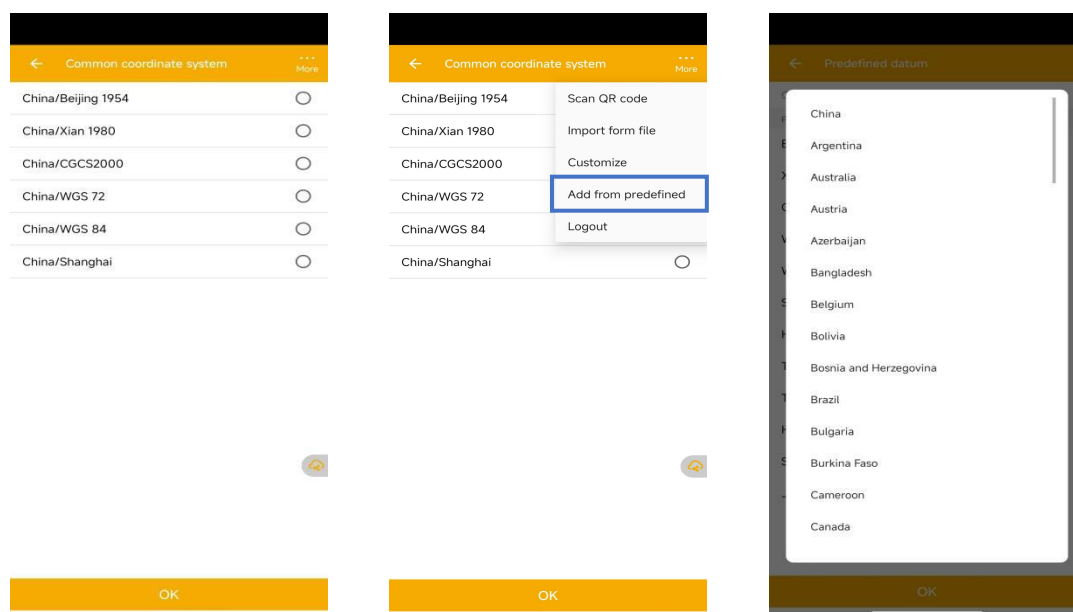 Common coordinate system
More
China/Beijing 1954
China/Xian 1980
China/CGCS2000
China/WGS 72
China/WGS 84
China/Shanghai
OK
Common coordinate system
More
China/Beijing 1954
Scan QR code
China/Xian 1980
Import form file
China/CGCS2000
Customize
China/WGS 72
Add from predefined
China/WGS 84
Logout
China/Shanghai
OK
Predefined datum
China
Argentina
Australia
Austria
Azerbaijan
Bangladesh
Belgium
Bolivia
Bosnia and Herzegovina
Brazil
Bulgaria
Burkina Faso
Cameroon
Canada
OK